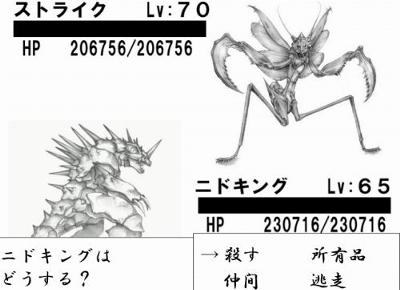 ストライク Lv:70
HP 206756/206756
ニドキング Lv:65
HP 230716/230716
ニドキングは
どうする?
→ 殺す 所有品
仲间 逃走